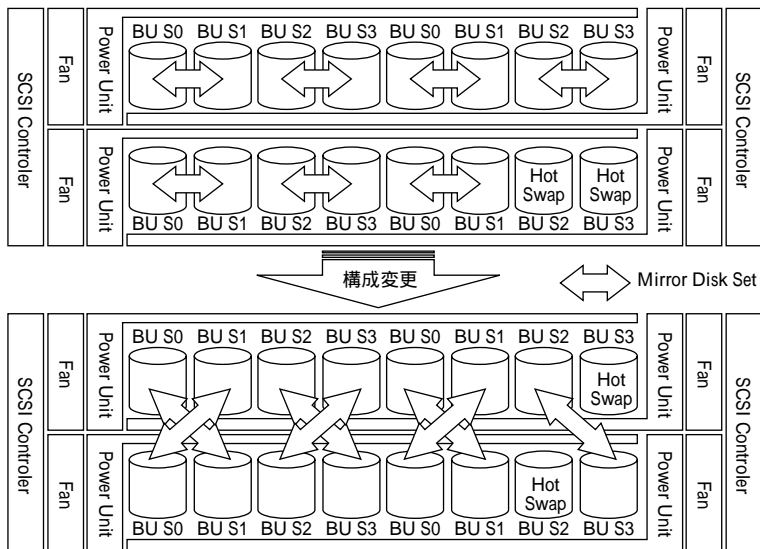 SCSI Controler
Fan
Power Unit
BU S0 BU S1 BU S2 BU S3 BU S0 BU S1 BU S2 BU S3
Power Unit
Fan
SCSI Controler
Fan
Power Unit
Hot Swap
Hot Swap
BU S0 BU S1 BU S2 BU S3 BU S0 BU S1 BU S2 BU S3
Power Unit
Fan
構成変更
Mirror Disk Set
SCSI Controler
Fan
Power Unit
BU S0 BU S1 BU S2 BU S3 BU S0 BU S1 BU S2 BU S3
Hot Swap
Power Unit
Fan
SCSI Controler
Fan
Power Unit
Hot Swap
BU S0 BU S1 BU S2 BU S3 BU S0 BU S1 BU S2 BU S3
Power Unit
Fan